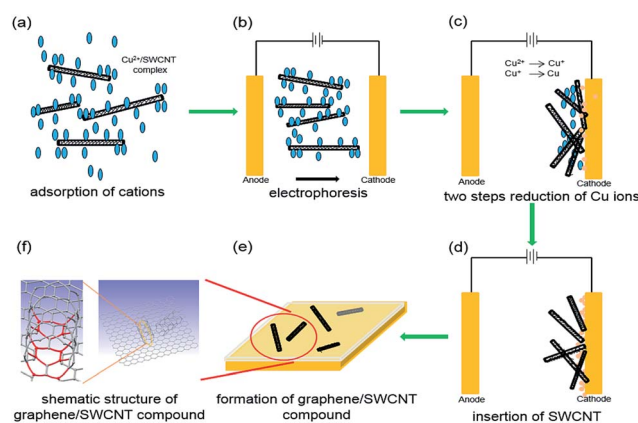 (a)
Cu²⁺/SWCNT
complex
adsorption of cations
(b)
Anode
Cathode
electrophoresis
(c)
Cu²⁺ → Cu⁺
Cu⁺ → Cu
Anode
Cathode
two steps reduction of Cu ions
(f)
shematic structure of
graphene/SWCNT compound
(e)
formation of graphene/SWCNT
compound
(d)
Anode
Cathode
insertion of SWCNT